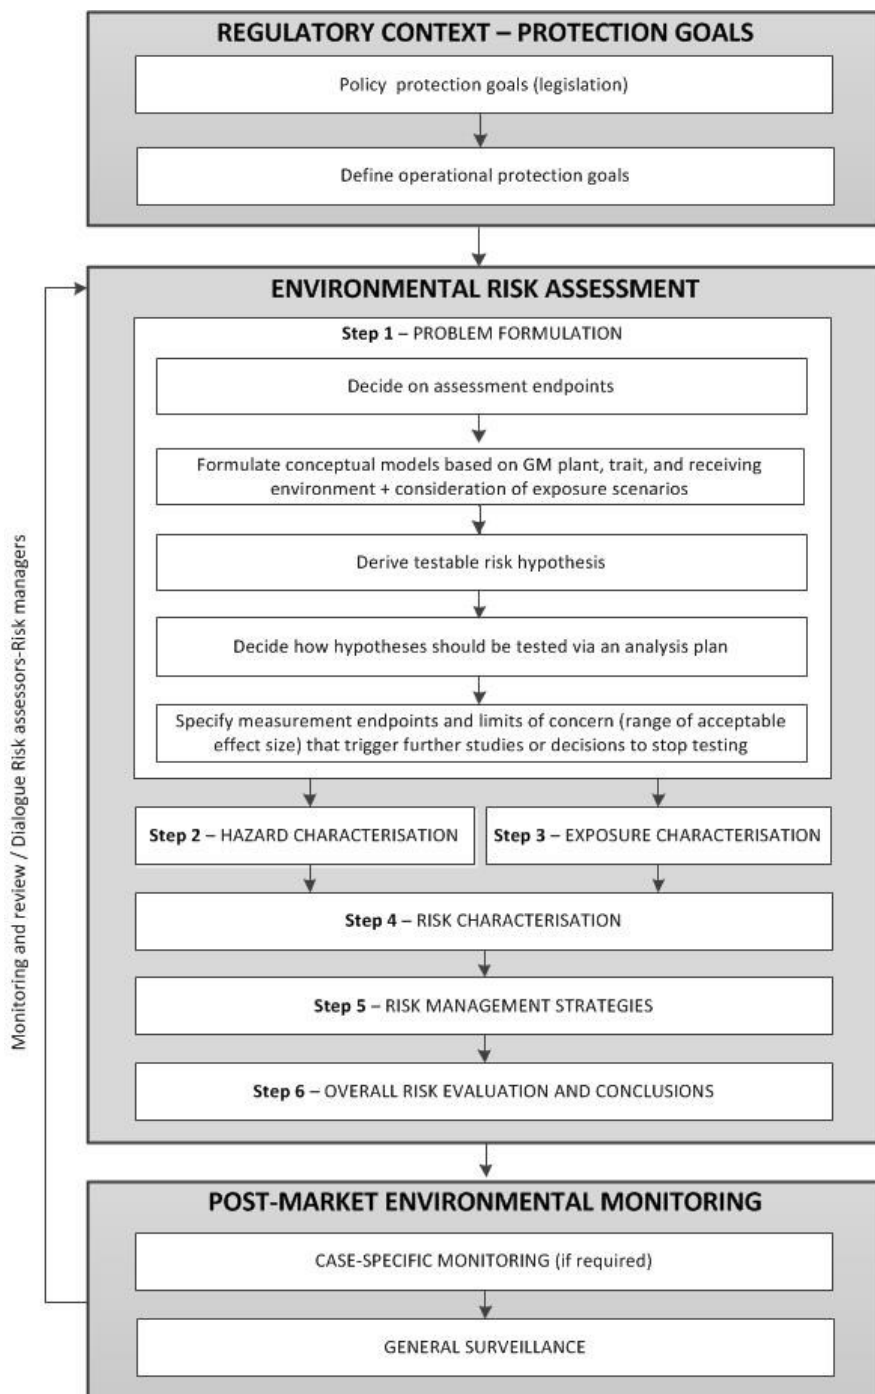 REGULATORY CONTEXT – PROTECTION GOALS
Policy protection goals (legislation)
Define operational protection goals
ENVIRONMENTAL RISK ASSESSMENT
Step 1 – PROBLEM FORMULATION
Decide on assessment endpoints
Formulate conceptual models based on GM plant, trait, and receiving
environment + consideration of exposure scenarios
Derive testable risk hypothesis
Decide how hypotheses should be tested via an analysis plan
Specify measurement endpoints and limits of concern (range of acceptable
effect size) that trigger further studies or decisions to stop testing
Step 2 – HAZARD CHARACTERISATION
Step 3 – EXPOSURE CHARACTERISATION
Step 4 – RISK CHARACTERISATION
Step 5 – RISK MANAGEMENT STRATEGIES
Step 6 – OVERALL RISK EVALUATION AND CONCLUSIONS
POST-MARKET ENVIRONMENTAL MONITORING
CASE-SPECIFIC MONITORING (if required)
GENERAL SURVEILLANCE
Monitoring and review / Dialogue Risk assessors-Risk managers